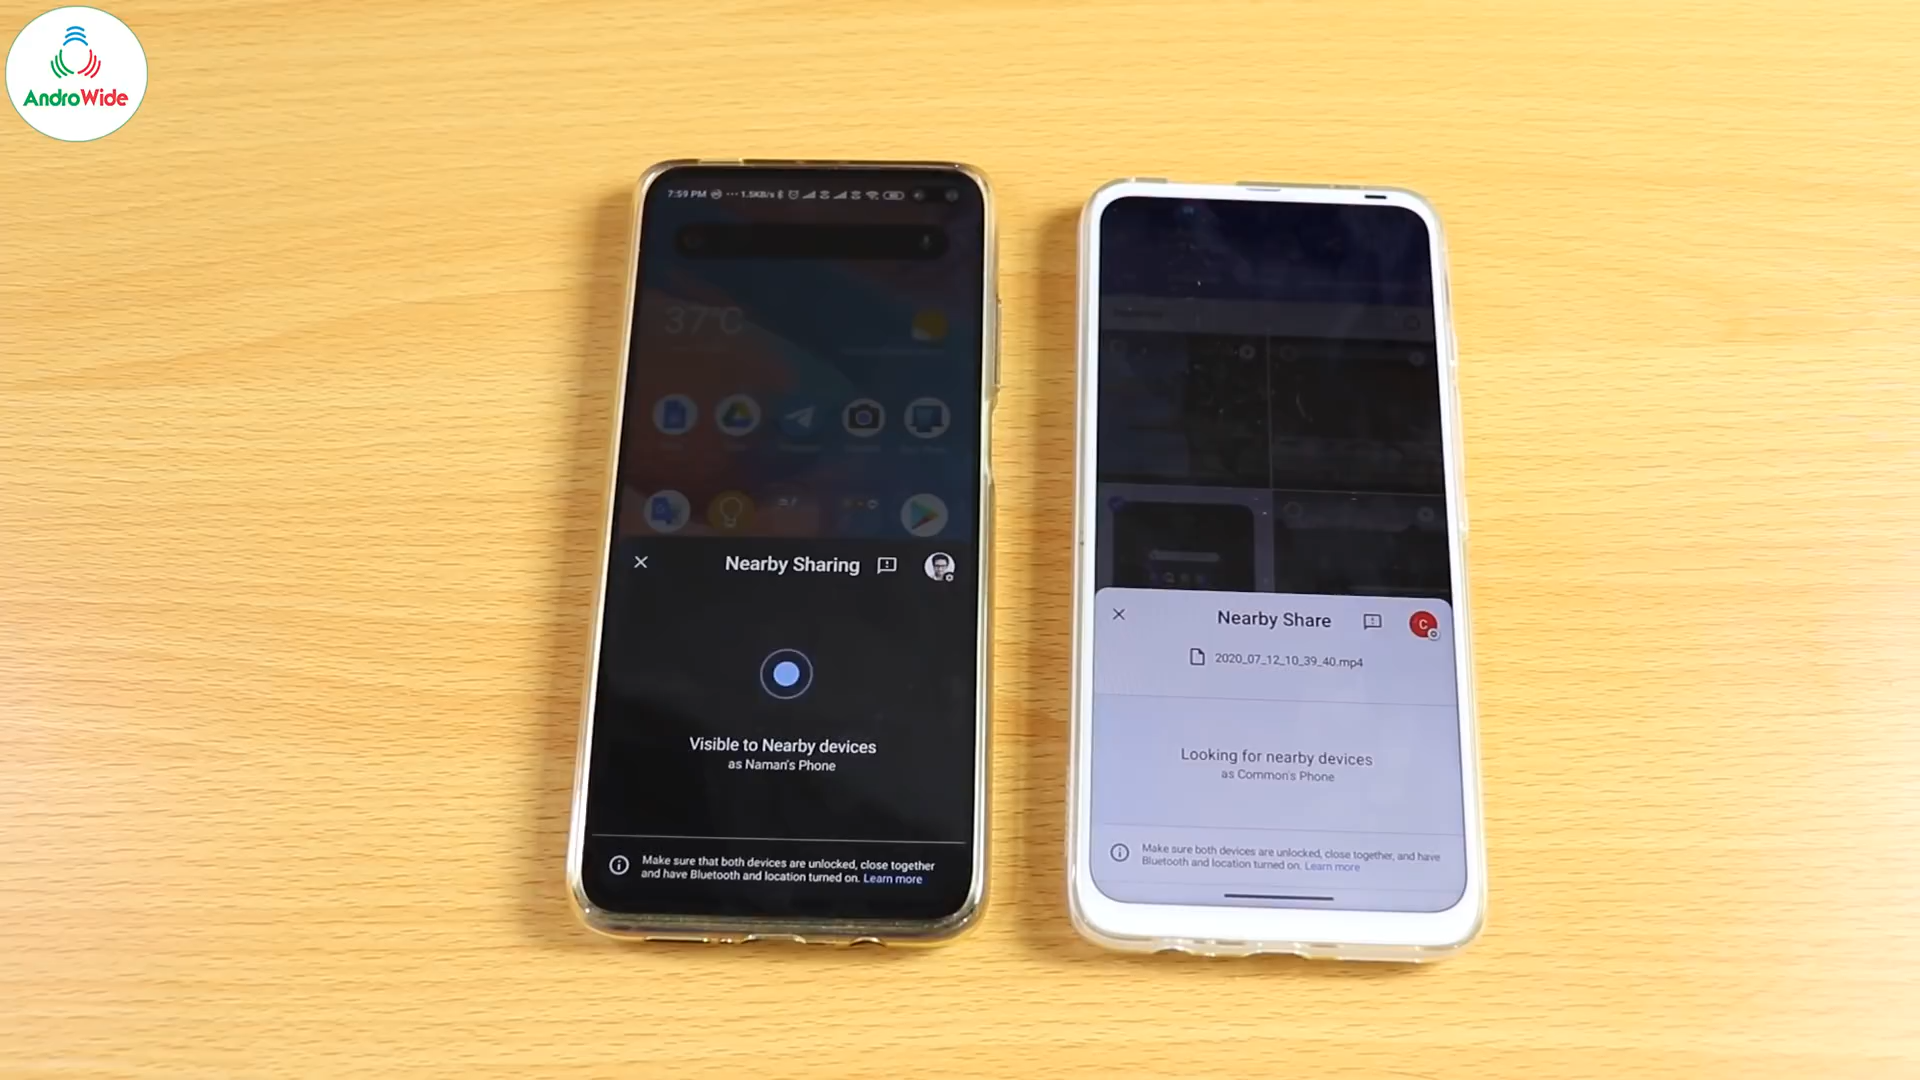 AndroWide
7:59 PM ··· 1.5KB/s
37°C
Nearby Sharing
Visible to Nearby devices
as Naman's Phone
Make sure that both devices are unlocked, close together
and have Bluetooth and location turned on. Learn more
Nearby Share
C
2020_07_12_10_39_40.mp4
Looking for nearby devices
as Common's Phone
Make sure both devices are unlocked, close together, and have
Bluetooth and location turned on. Learn more